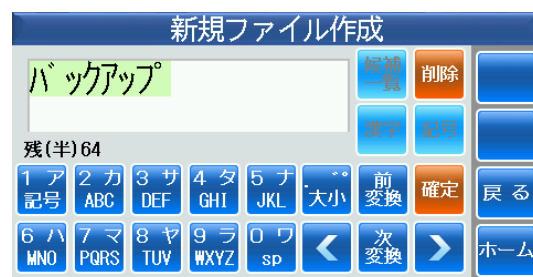 新規ファイル作成
バックアップ
候補一覧
削除
残(半)64
漢字
記号
1 ア 記号
2 カ ABC
3 サ DEF
4 タ GHI
5 ナ JKL
゛゜大小
前変換
確定
戻る
6 ハ MNO
7 マ PQRS
8 ヤ TUV
9 ラ WXYZ
0 ワ sp
次変換
ホーム